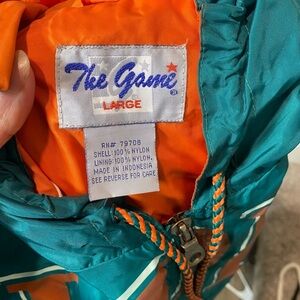 The Game
LARGE
RN# 79708
SHELL: 100% NYLON
LINING: 100% NYLON.
MADE IN INDONESIA
SEE REVERSE FOR CARE